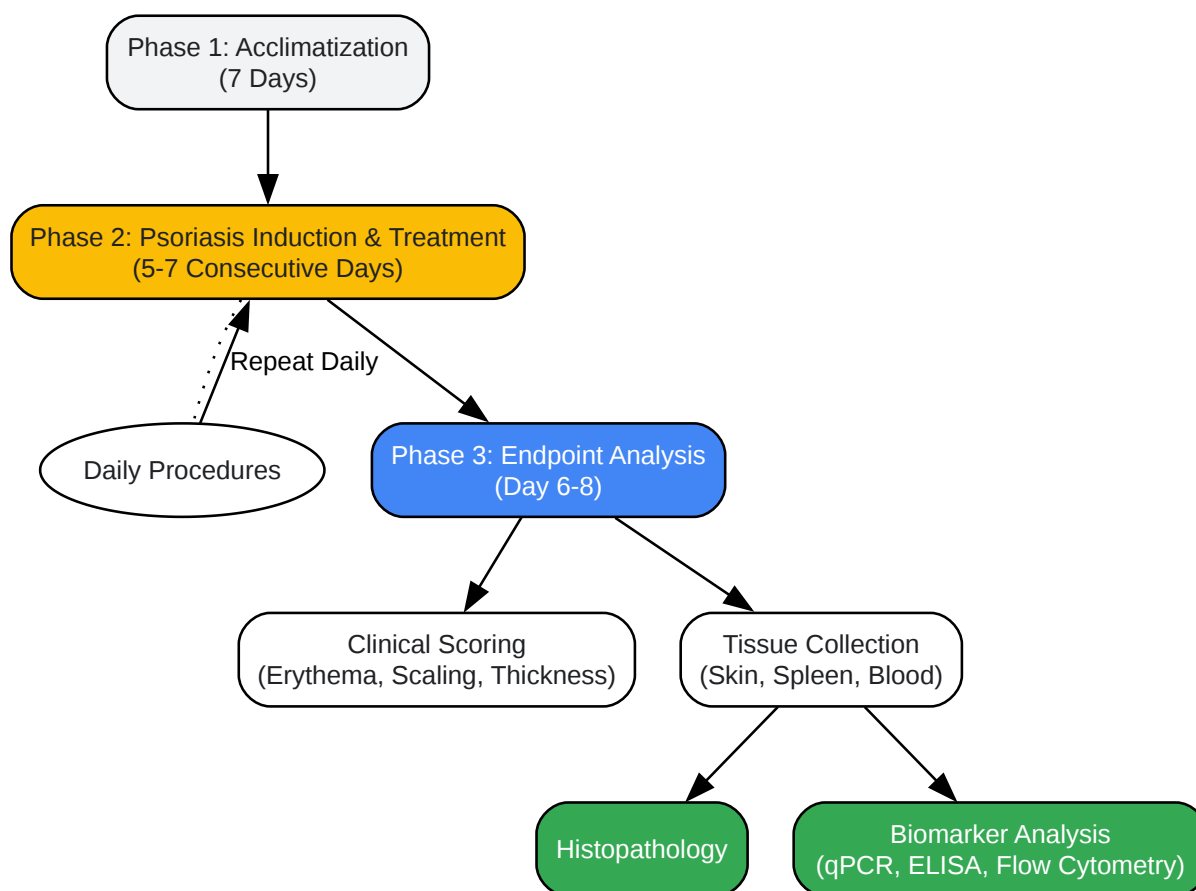 Phase 1: Acclimatization
(7 Days)
Phase 2: Psoriasis Induction & Treatment
(5-7 Consecutive Days)
Repeat Daily
Daily Procedures
Phase 3: Endpoint Analysis
(Day 6-8)
Clinical Scoring
(Erythema, Scaling, Thickness)
Tissue Collection
(Skin, Spleen, Blood)
Histopathology
Biomarker Analysis
(qPCR, ELISA, Flow Cytometry)